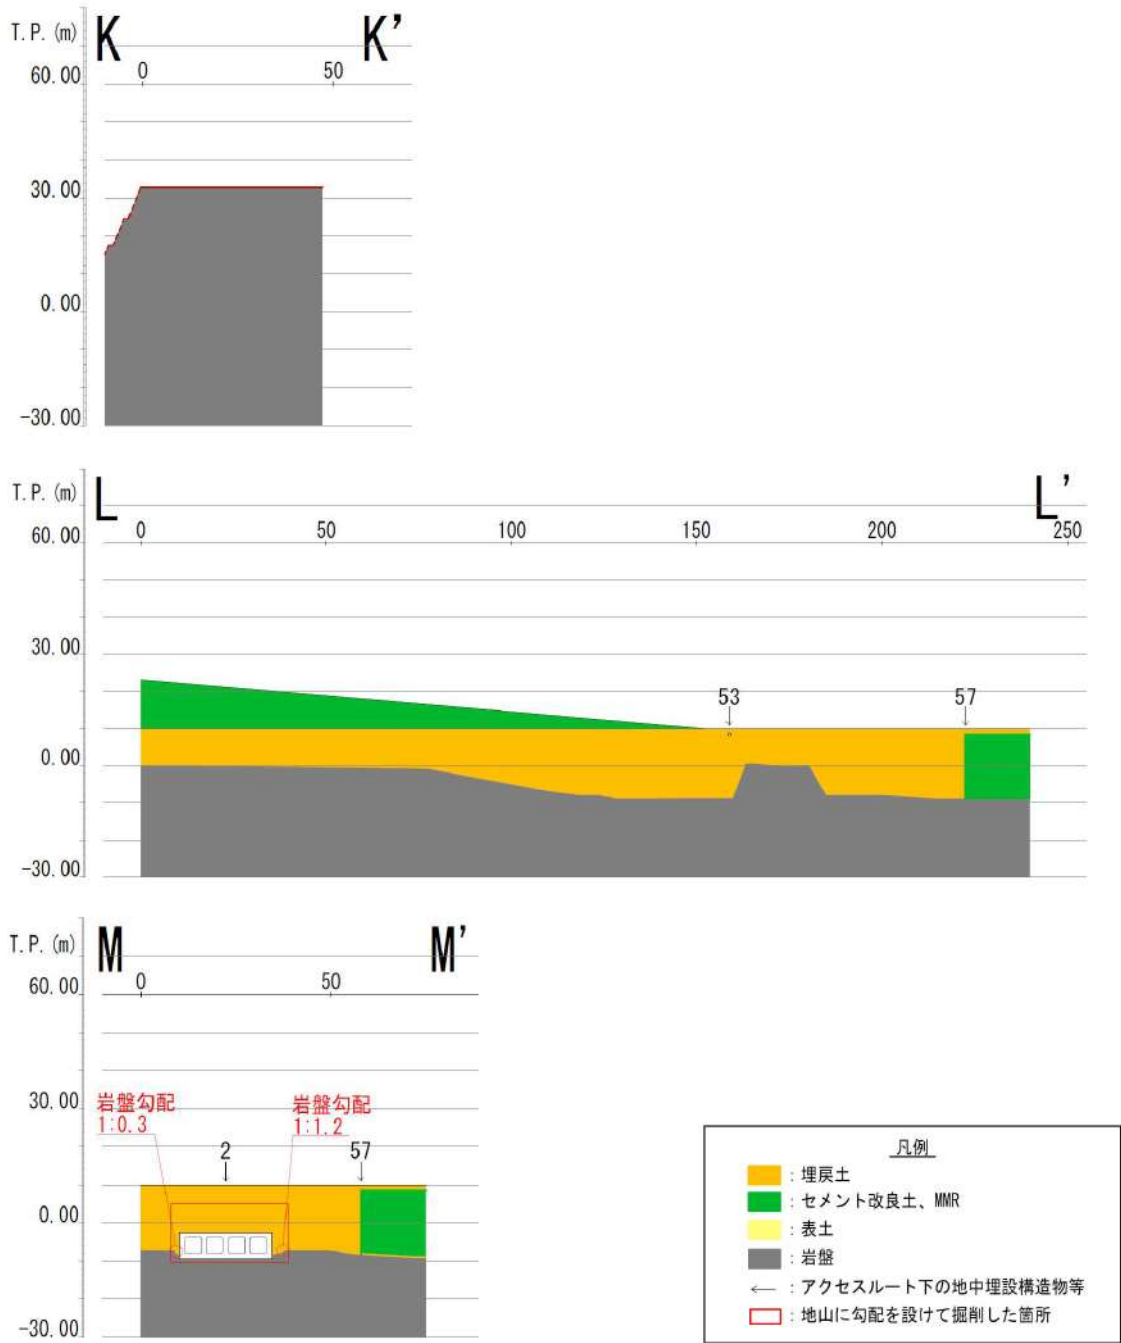 K K’
T.P.(m)
0 50
60.00
30.00
0.00
-30.00
L L’
T.P.(m)
0 50 100 150 200 250
60.00
30.00
53 57
0.00
-30.00
M M’
T.P.(m)
0 50
60.00
30.00
岩盤勾配
1:0.3
岩盤勾配
1:1.2
2 57
0.00
-30.00
凡例
：埋戻土
：セメント改良土、MMR
：表土
：岩盤
←：アクセスルート下の地中埋設構造物等
：地山に勾配を設けて掘削した箇所